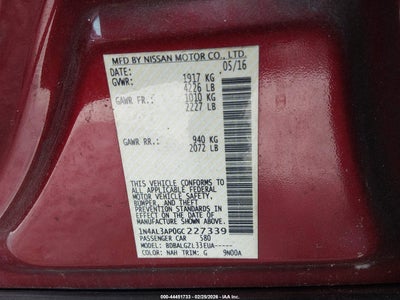 MFD BY NISSAN MOTOR CO., LTD.
DATE: 05/16
GVWR: 1917 KG
4226 LB
GAWR FR.: 1010 KG
2227 LB
GAWR RR.: 940 KG
2072 LB
THIS VEHICLE CONFORMS TO
ALL APPLICABLE FEDERAL
MOTOR VEHICLE SAFETY,
BUMPER, AND THEFT
PREVENTION STANDARDS IN
EFFECT ON THE DATE OF
MANUFACTURE SHOWN ABOVE.
1N4AL3AP0GC227339
PASSENGER CAR 580
MODEL: BDBALGZL33EUA-----
COLOR: NAH TRIM: G 9N00A
000-44451733 - 02/25/2026 - IAAI.COM